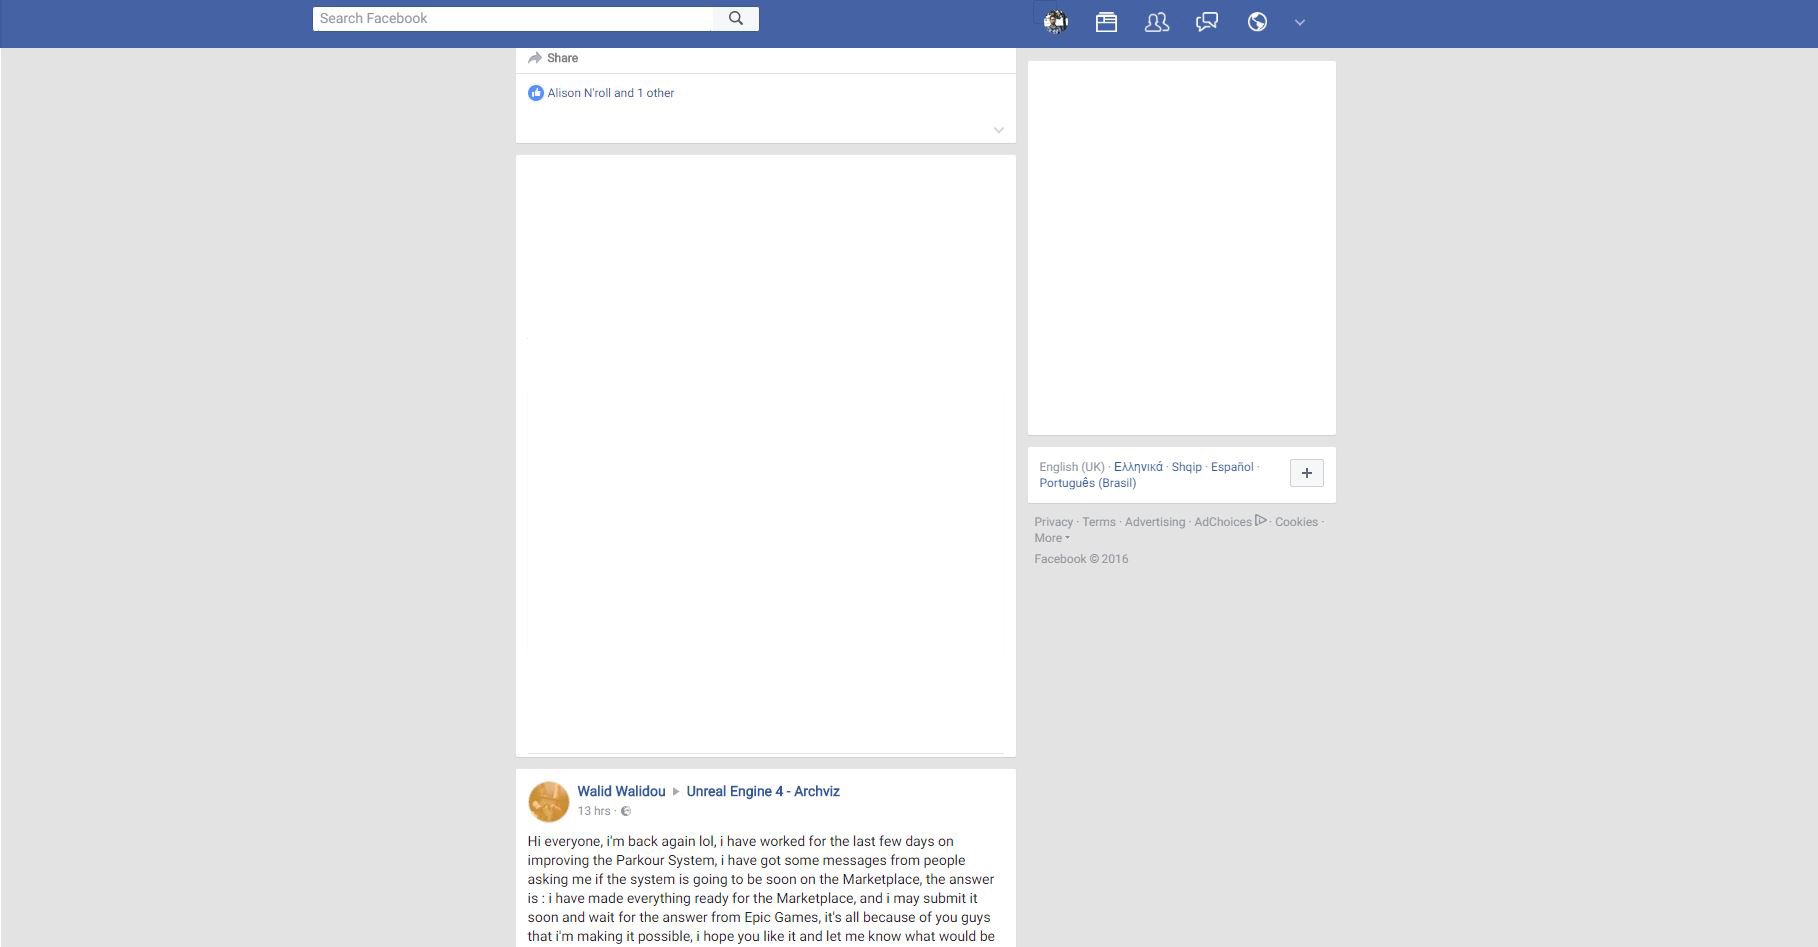 Search Facebook
Share
Alison N'roll and 1 other
English (UK) · Ελληνικά · Shqip · Español ·
Português (Brasil)
Privacy · Terms · Advertising · AdChoices · Cookies ·
More
Facebook © 2016
Walid Walidou ▸ Unreal Engine 4 - Archviz
13 hrs ·
Hi everyone, i'm back again lol, i have worked for the last few days on
improving the Parkour System, i have got some messages from people
asking me if the system is going to be soon on the Marketplace, the answer
is : i have made everything ready for the Marketplace, and i may submit it
soon and wait for the answer from Epic Games, it's all because of you guys
that i'm making it possible, i hope you like it and let me know what would be